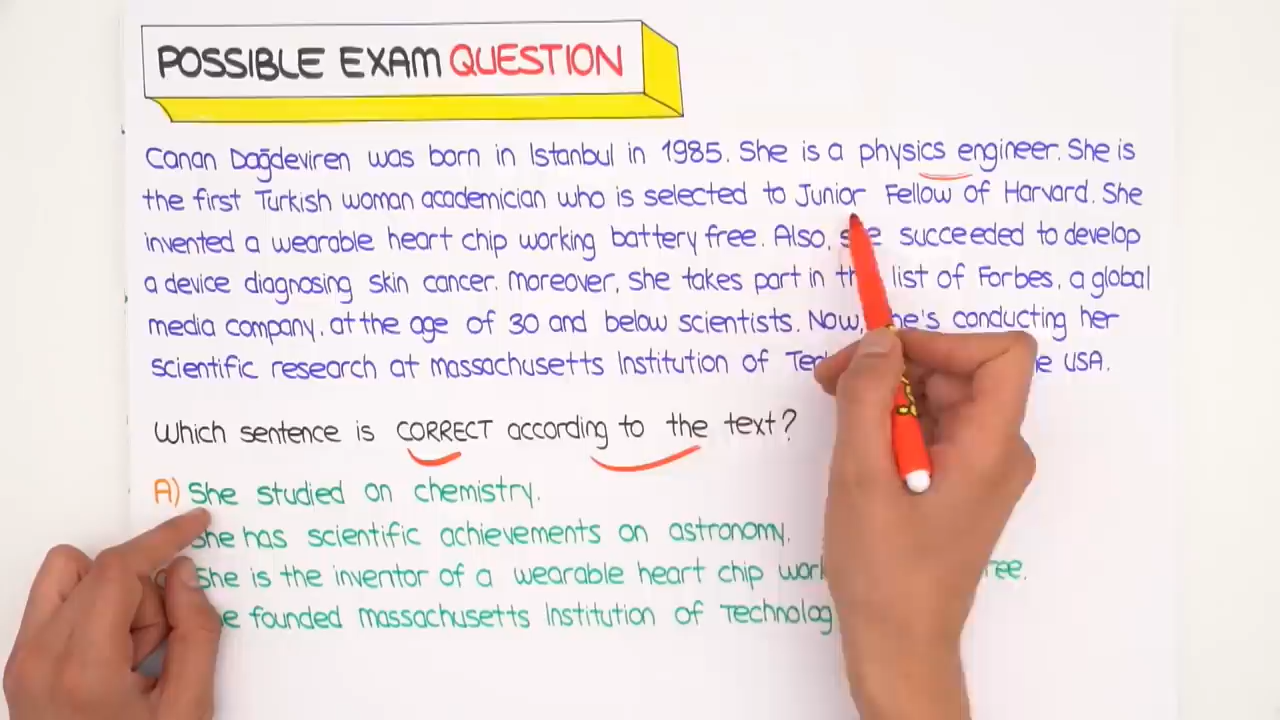 POSSIBLE EXAM QUESTION
Canan Dağdeviren was born in Istanbul in 1985. She is a physics engineer. She is
the first Turkish woman academician who is selected to Junior Fellow of Harvard. She
invented a wearable heart chip working battery free. Also, she succeeded to develop
a device diagnosing skin cancer. Moreover, she takes part in the list of Forbes, a global
media company, at the age of 30 and below scientists. Now, she's conducting her
scientific research at Massachusetts Institution of USA.
Which sentence is CORRECT according to the text?
A) She studied on chemistry.
She has scientific achievements on astronomy.
She is the inventor of a wearable heart chip
founded Massachusetts Institution of